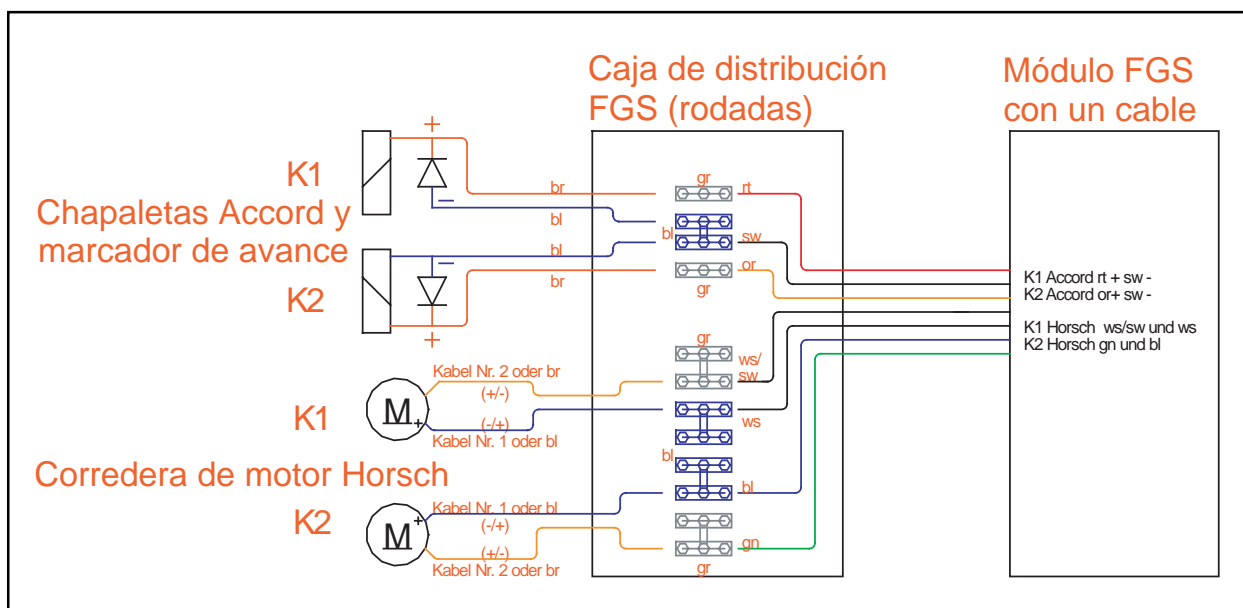 Caja de distribución
FGS (rodadas)
Módulo FGS
con un cable
+
K1
–
br
gr
rt
Chapaletas Accord y
marcador de avance
bl
bl
bl
sw
–
K2
br
or
gr
+
K1 Accord rt + sw -
K2 Accord or+ sw -
K1 Horsch ws/sw und ws
K2 Horsch gn und bl
gr
ws/
sw
Kabel Nr. 2 oder br
(+/-)
K1
M
+
(-/+)
Kabel Nr. 1 oder bl
ws
bl
Corredera de motor Horsch
bl
Kabel Nr. 1 oder bl
K2
M
+
(-/+)
(+/-)
Kabel Nr. 2 oder br
gn
gr